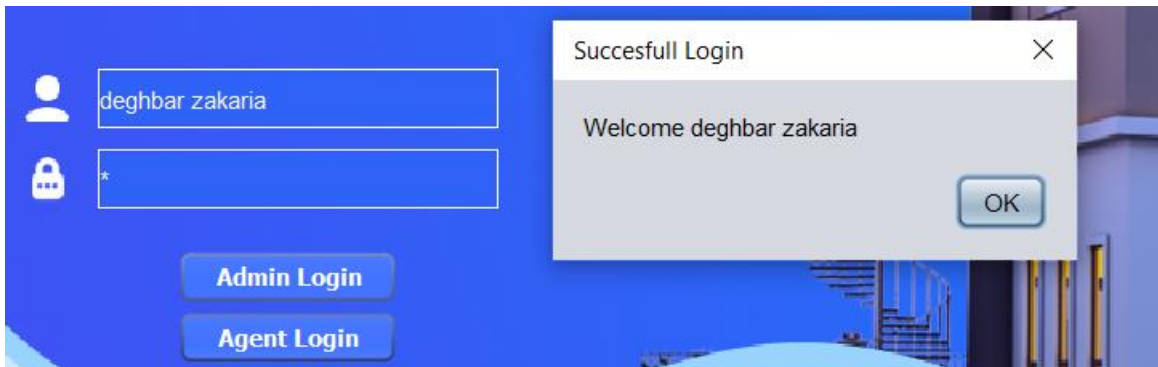 deghbar zakaria
*
Admin Login
Agent Login
Succesfull Login
Welcome deghbar zakaria
OK